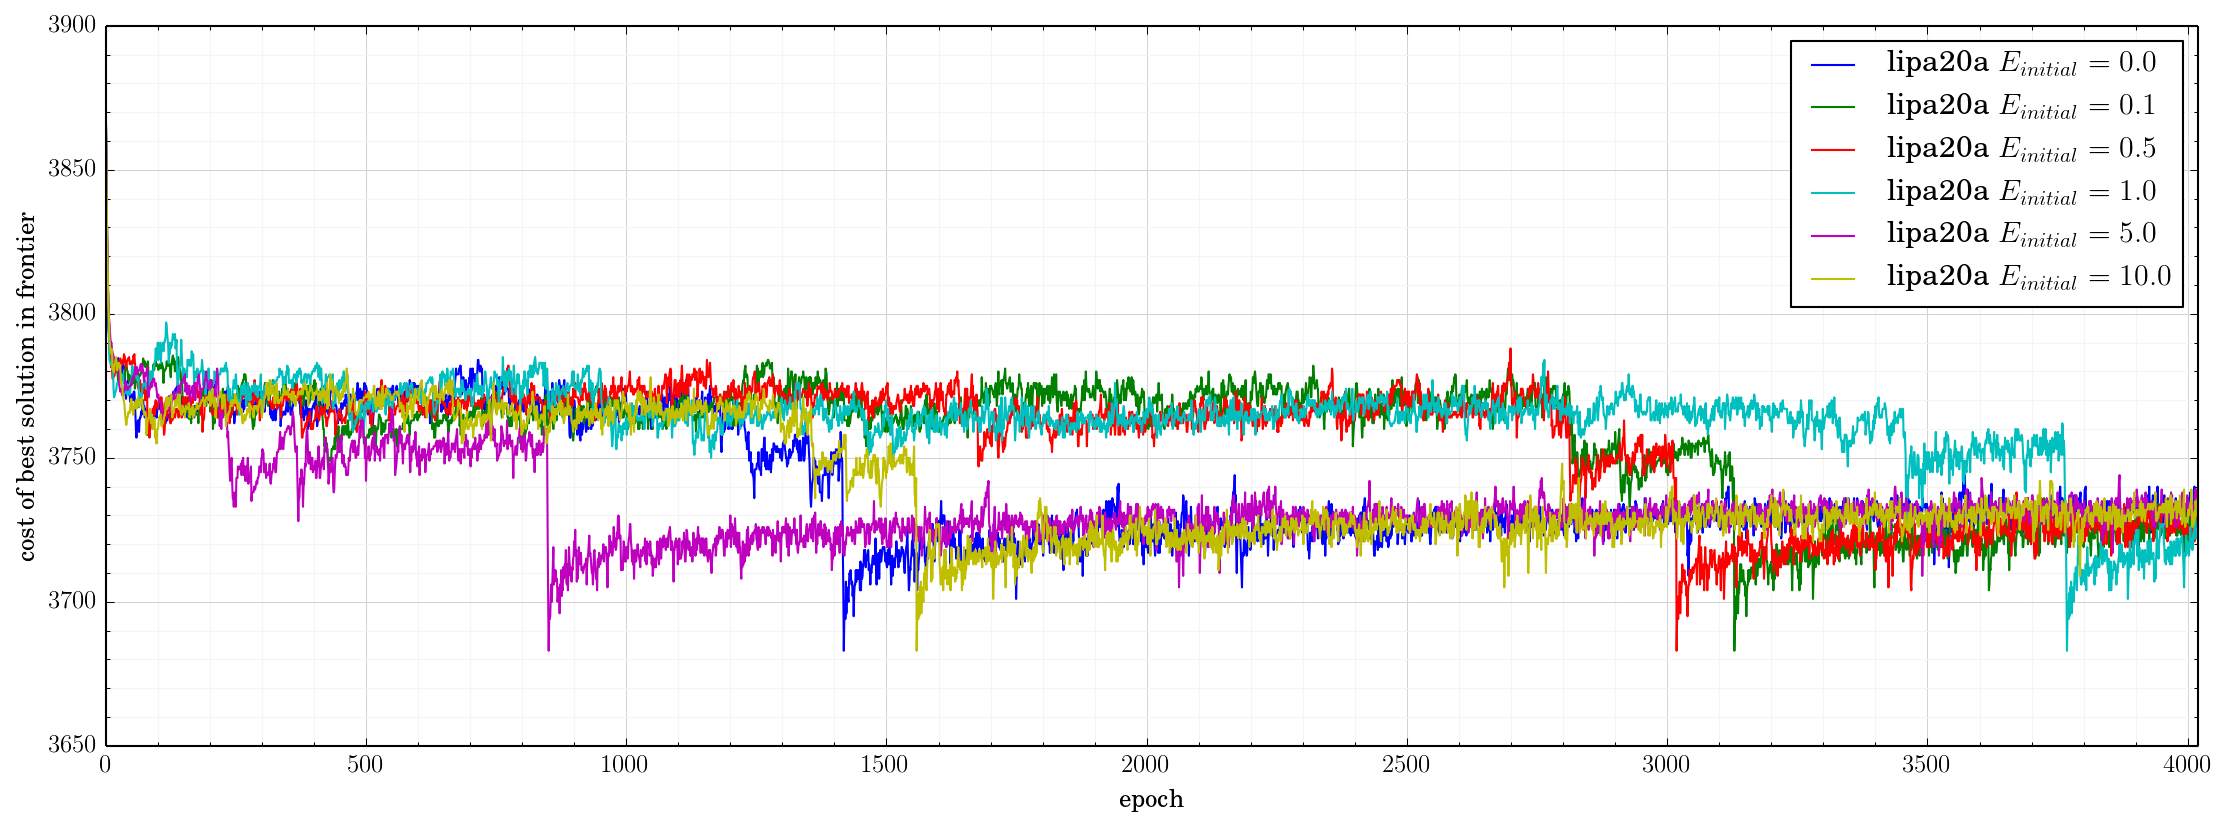 3900
3850
3800
3750
3700
3650
cost of best solution in frontier
0 500 1000 1500 2000 2500 3000 3500 4000
epoch
lipa20a E_initial = 0.0
lipa20a E_initial = 0.1
lipa20a E_initial = 0.5
lipa20a E_initial = 1.0
lipa20a E_initial = 5.0
lipa20a E_initial = 10.0